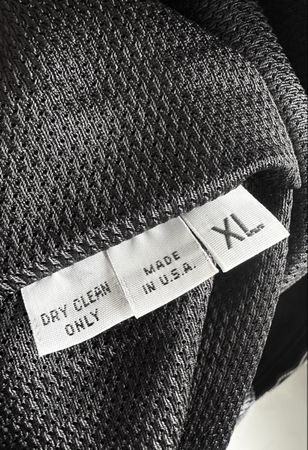 DRY CLEAN
ONLY
MADE
IN U.S.A.
XL